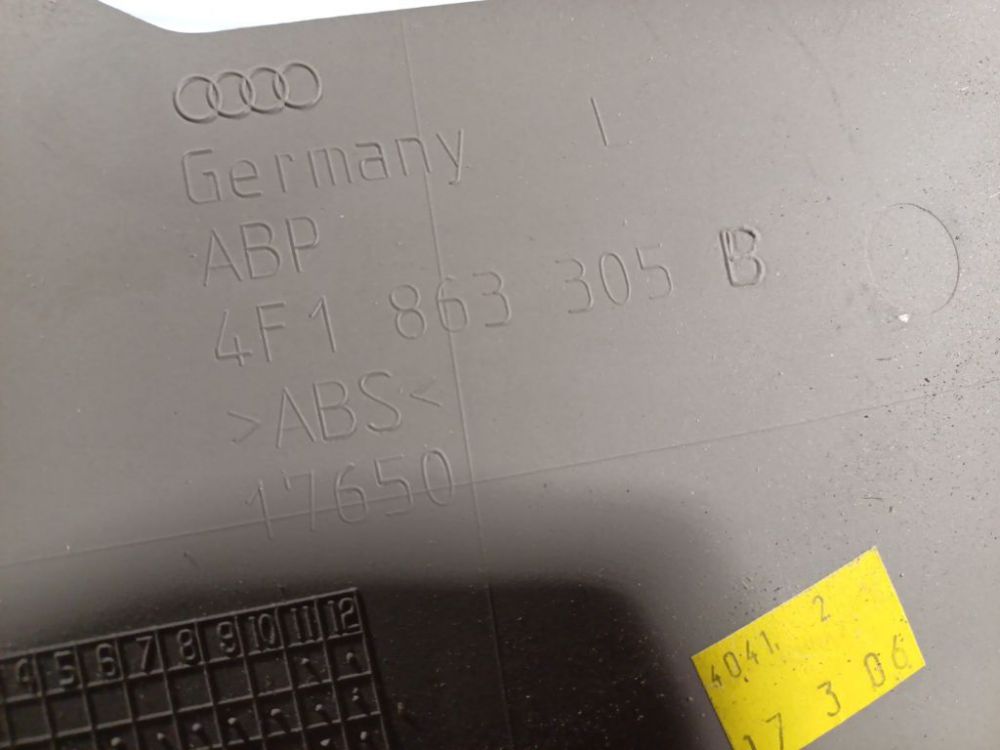 Germany L
ABP
4F1 863 305 B
>ABS<
17650
4 5 6 7 8 9 10 11 12
40.41. 2
17 3 06